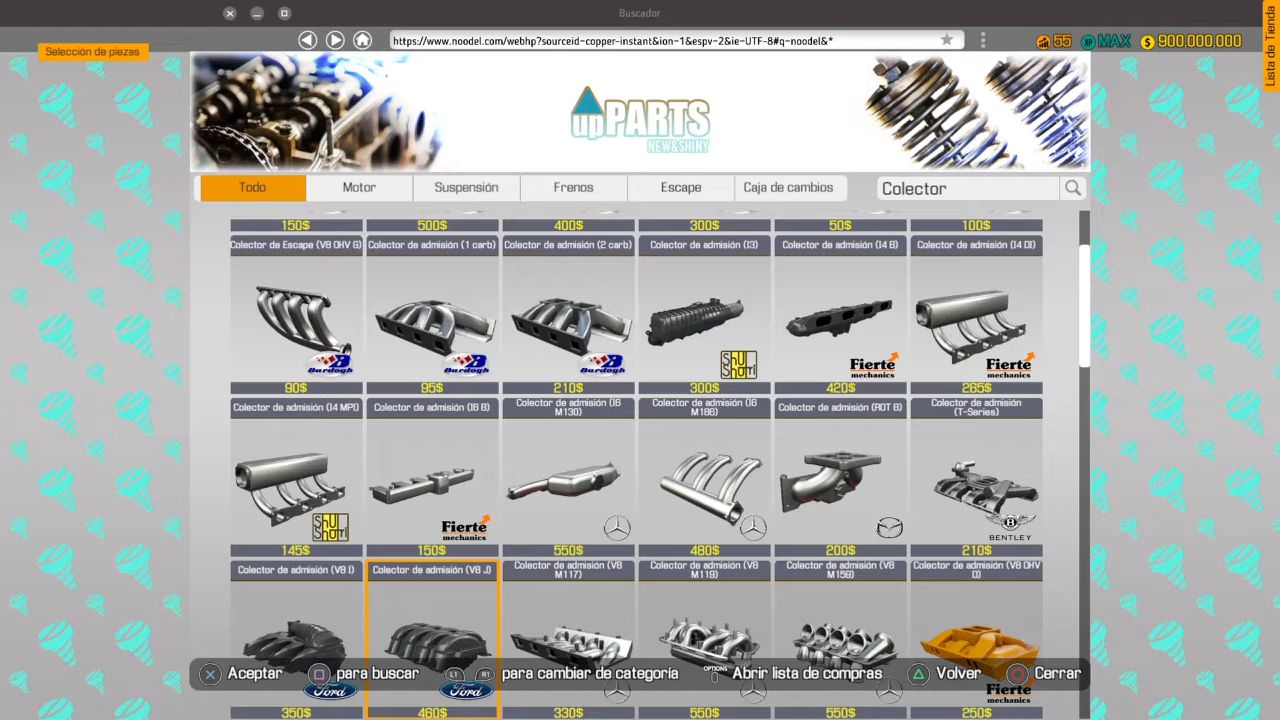 Buscador
Lista de Tienda
Selección de piezas
https://www.noodel.com/webhp?sourceid-copper-instant&ion-1&espv-2&ie-UTF-8#q-noodel&*
55
XP MAX
$ 900,000,000
upPARTS
NEW&SHINY
Todo
Motor
Suspensión
Frenos
Escape
Caja de cambios
Colector
150$
500$
400$
300$
50$
100$
Colector de Escape (V8 OHV G)
Colector de admisión (1 carb)
Colector de admisión (2 carb)
Colector de admisión (I3)
Colector de admisión (I4 B)
Colector de admisión (I4 DI)
Bardogh
Bardogh
Bardogh
Shut Shuti
Fierte
mechanics
Fierte
mechanics
90$
95$
210$
300$
420$
265$
Colector de admisión (I4 MPI)
Colector de admisión (I6 B)
Colector de admisión (I6
M130)
Colector de admisión (I6
M186)
Colector de admisión (ROT B)
Colector de admisión
(T-Series)
Fierte
mechanics
BENTLEY
145$
150$
550$
480$
200$
210$
Colector de admisión (V8 I)
Colector de admisión (V8 J)
Colector de admisión (V8
M117)
Colector de admisión (V8
M119)
Colector de admisión (V8
M159)
Colector de admisión (V8 OHV
D)
Aceptar
para buscar
L1
R1
para cambiar de categoría
OPTIONS
Abrir lista de compras
Volver
Cerrar
Ford
Ford
Fierte
mechanics
350$
460$
330$
550$
550$
250$